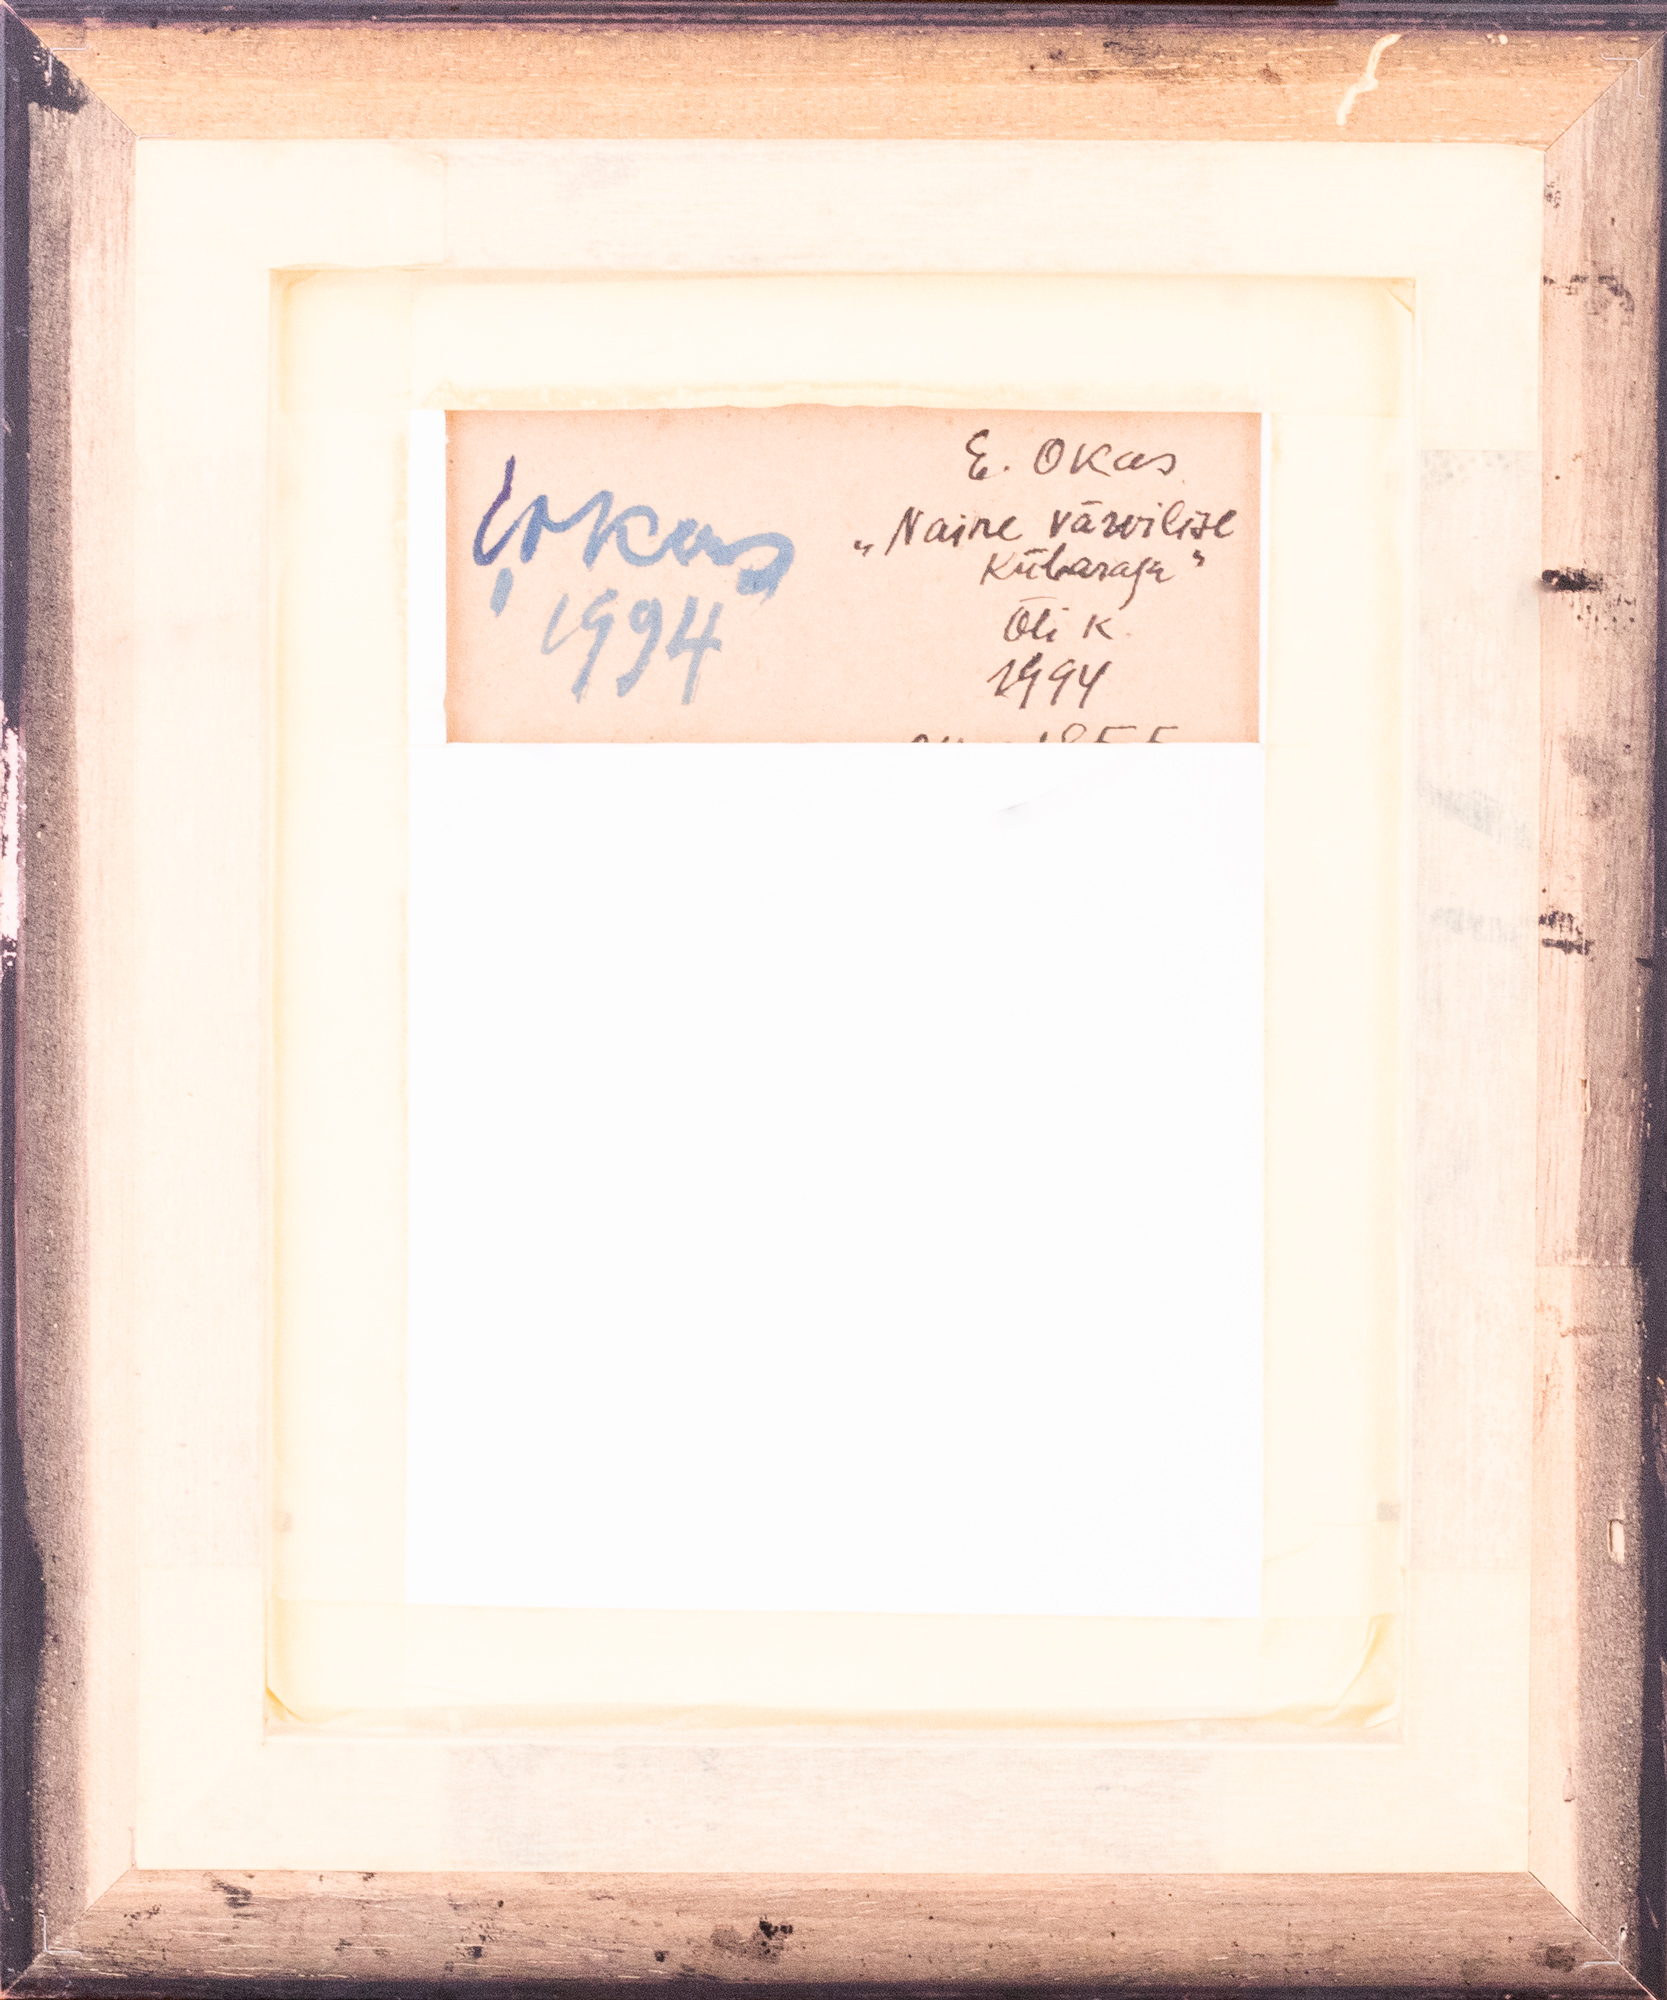 E. Okas
1994
E. OKas
„Naine värvilise
Kübaraga"
Õli K.
1994